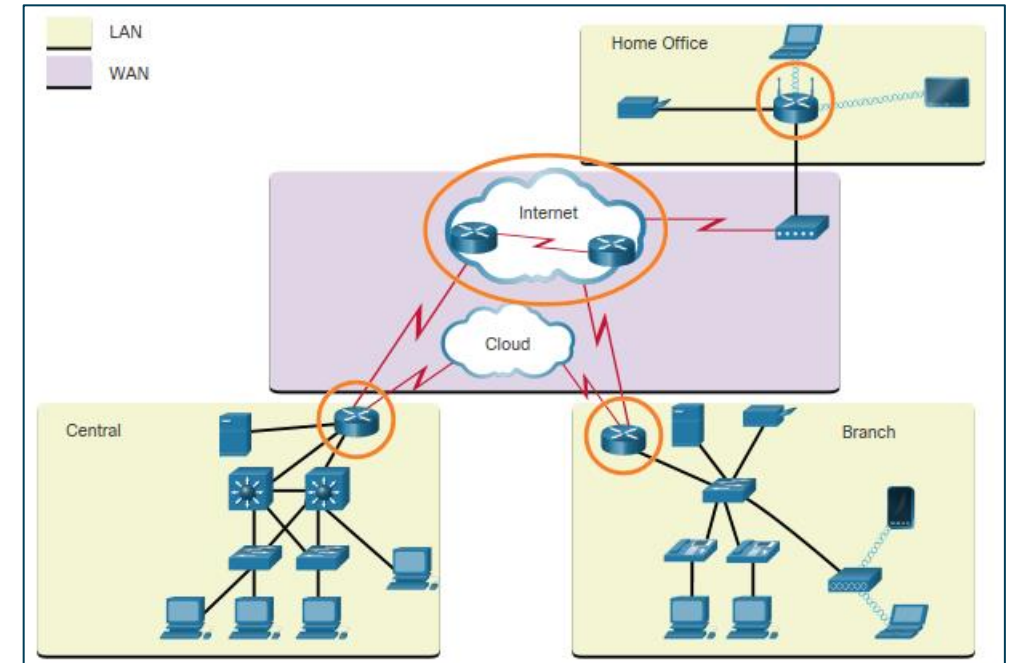 LAN
WAN
Home Office
Internet
Cloud
Central
Branch